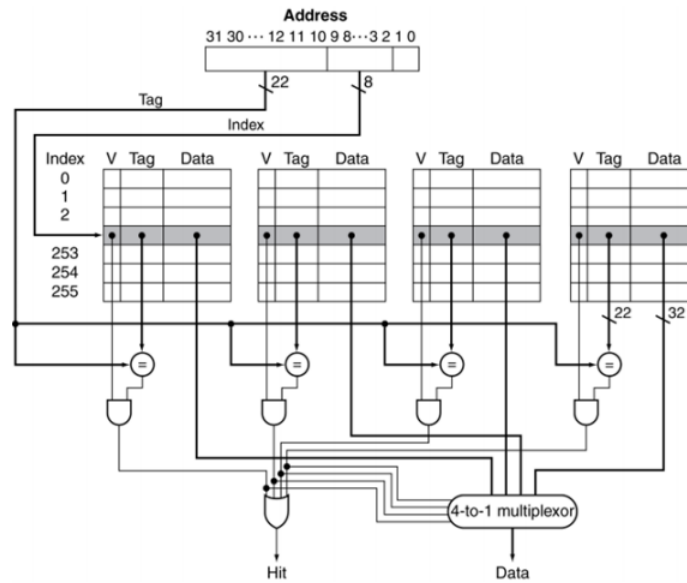 Address
31 30 ··· 12 11 10 9 8···3 2 1 0
22
8
Tag
Index
Index V Tag Data V Tag Data V Tag Data V Tag Data
0
1
2
253
254
255
22
32
= = = =
4-to-1 multiplexor
Hit
Data